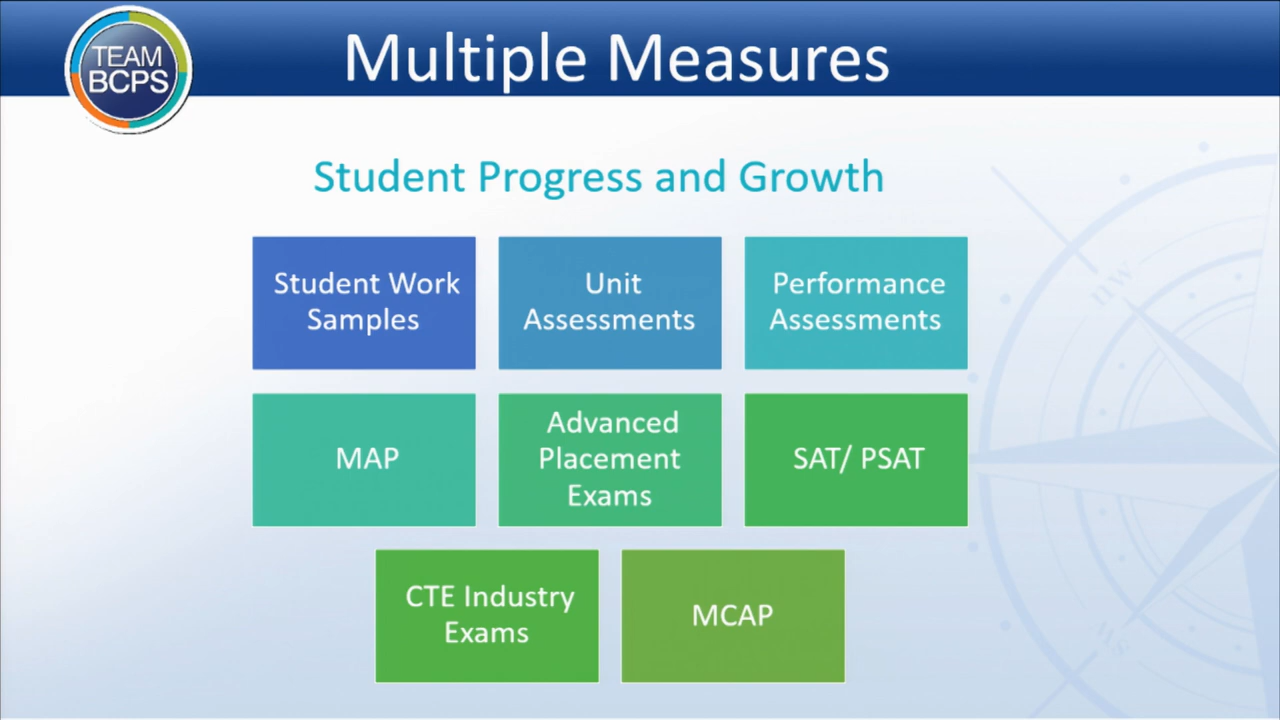 TEAM
BCPS
Multiple Measures
Student Progress and Growth
Student Work
Samples
Unit
Assessments
Performance
Assessments
MAP
Advanced
Placement
Exams
SAT/ PSAT
CTE Industry
Exams
MCAP
NW